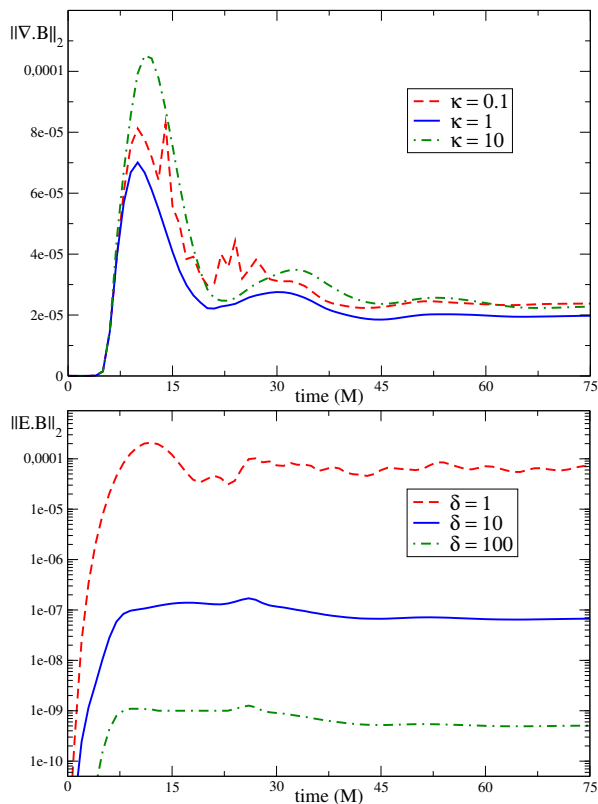 ||∇.B||₂
0,0001
8e-05
6e-05
4e-05
2e-05
0
κ = 0.1
κ = 1
κ = 10
0 15 30 45 60 75
time (M)
||E.B||₂
0,0001
1e-05
1e-06
1e-07
1e-08
1e-09
1e-10
δ = 1
δ = 10
δ = 100
0 15 30 45 60 75
time (M)